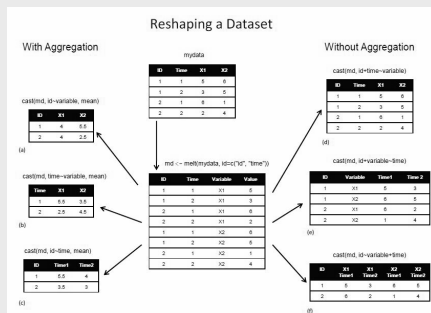 Reshaping a Dataset
With Aggregation
cast(md, id~variable, mean)
ID X1 X2
1 4 5.5
2 4 2.5
(a)
cast(md, time~variable, mean)
Time X1 X2
1 5.5 3.5
2 2.5 4.5
(b)
cast(md, id~time, mean)
ID Time1 Time2
1 5.5 4
2 3.5 3
(c)
mydata
ID Time X1 X2
1 1 5 6
1 2 3 5
2 1 6 1
2 2 2 4
md <- melt(mydata, id=c("id", "time"))
ID Time Variable Value
1 1 X1 5
1 2 X1 3
2 1 X1 6
2 2 X1 2
1 1 X2 6
1 2 X2 5
2 1 X2 1
2 2 X2 4
Without Aggregation
cast(md, id+time~variable)
ID Time X1 X2
1 1 5 6
1 2 3 5
2 1 6 1
2 2 2 4
(d)
cast(md, id+variable~time)
ID Variable Time1 Time 2
1 X1 5 3
1 X2 6 5
2 X1 6 2
2 X2 1 4
(e)
cast(md, id~variable+time)
ID X1 Time1 X1 Time2 X2 Time1 X2 Time2
1 5 3 6 5
2 6 2 1 4
(f)